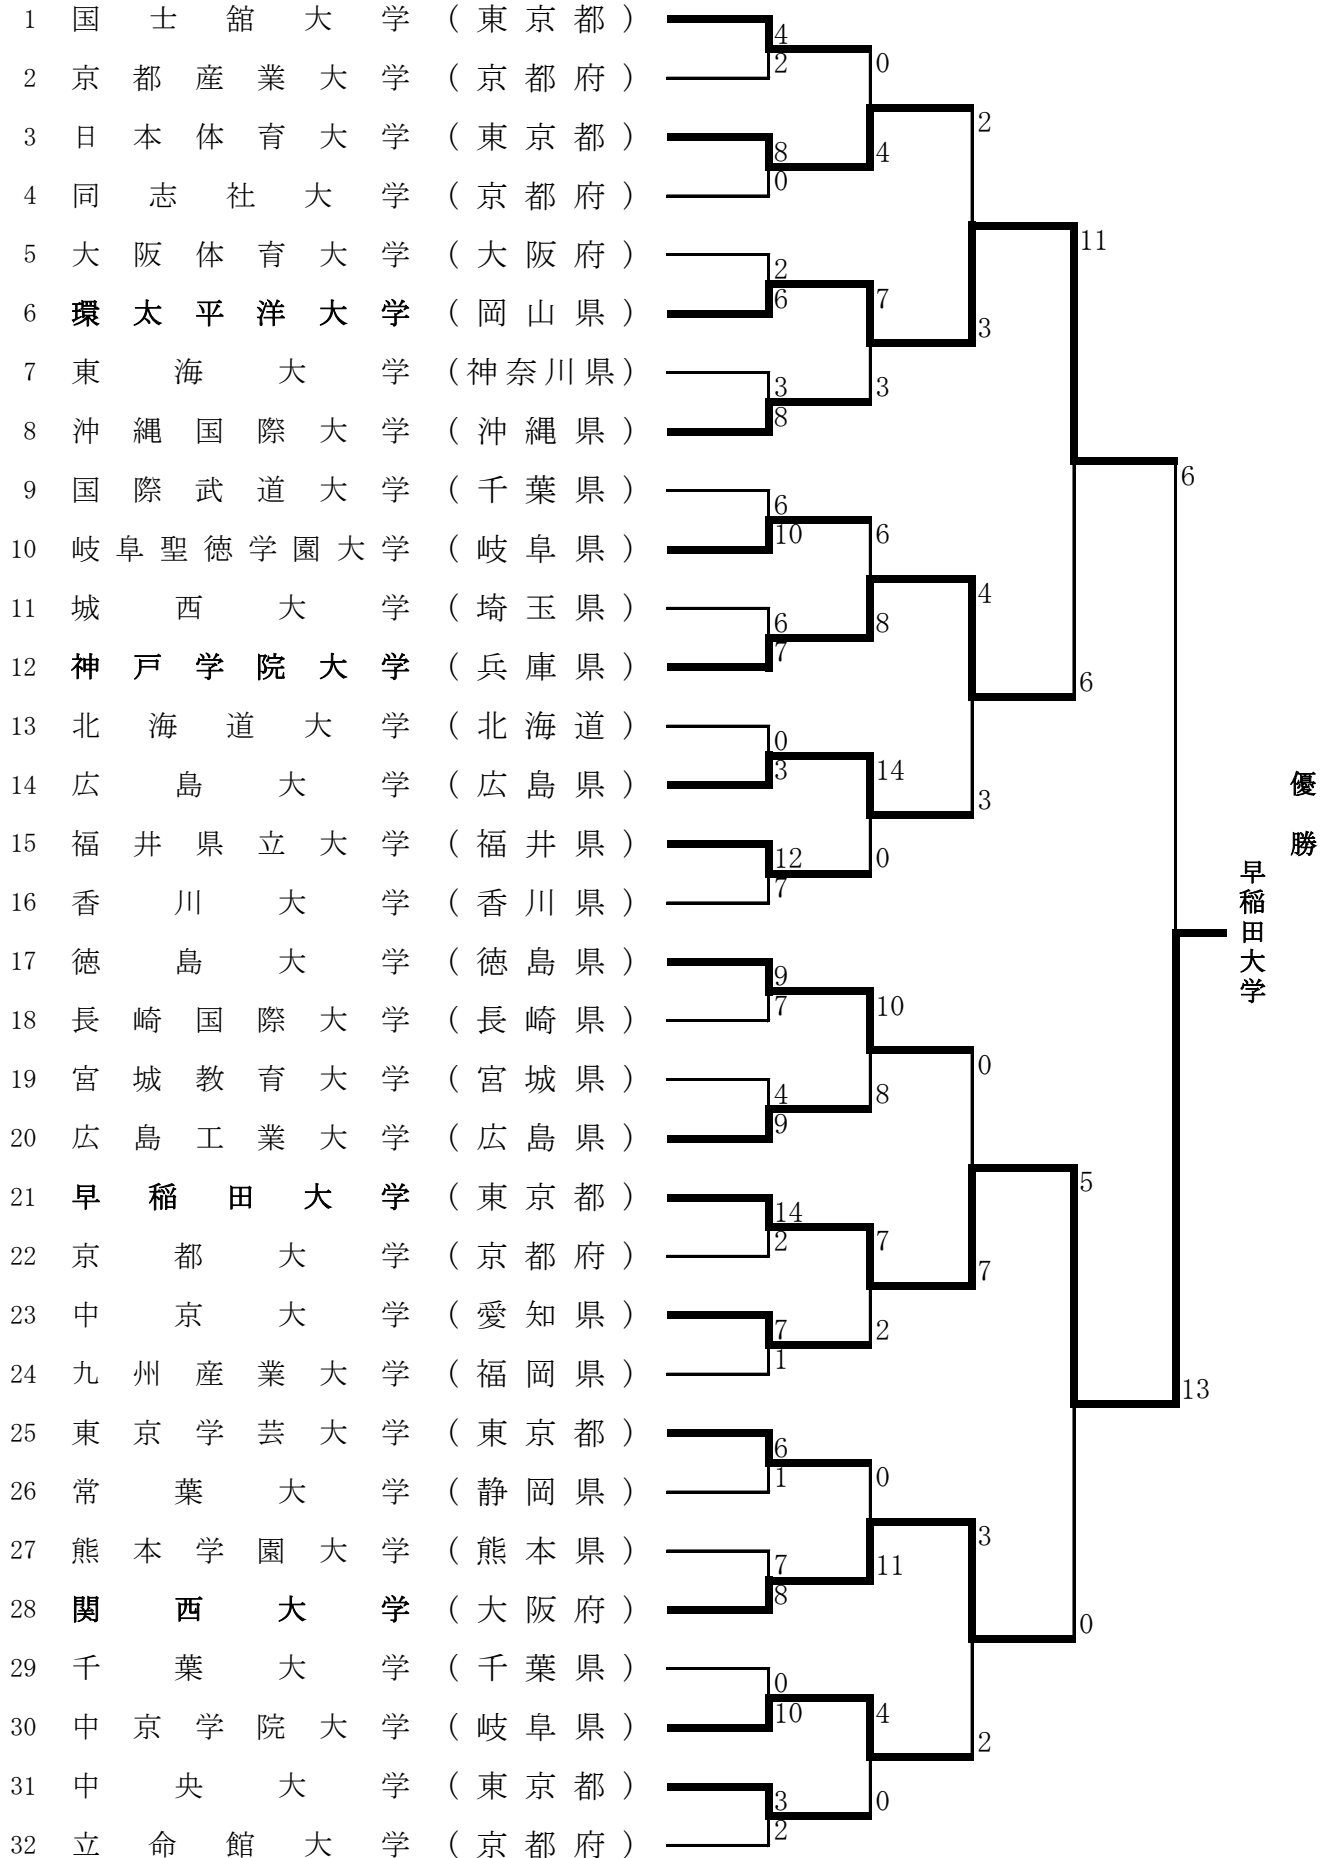 1 国士舘大学 (東京都)
4
2
2 京都産業大学 (京都府)
0
3 日本体育大学 (東京都)
8
0
4
4 同志社大学 (京都府)
2
5 大阪体育大学 (大阪府)
2
6
6 環太平洋大学 (岡山県)
7
7 東海大学 (神奈川県)
3
8
3
8 沖縄国際大学 (沖縄県)
3
11
9 国際武道大学 (千葉県)
6
10
10 岐阜聖徳学園大学 (岐阜県)
6
11 城西大学 (埼玉県)
6
7
8
12 神戸学院大学 (兵庫県)
4
13 北海道大学 (北海道)
0
3
14 広島大学 (広島県)
14
15 福井県立大学 (福井県)
12
7
0
16 香川大学 (香川県)
3
6
6
17 徳島大学 (徳島県)
9
7
18 長崎国際大学 (長崎県)
10
19 宮城教育大学 (宮城県)
4
9
8
20 広島工業大学 (広島県)
0
21 早稲田大学 (東京都)
14
2
22 京都大学 (京都府)
7
23 中京大学 (愛知県)
7
1
2
24 九州産業大学 (福岡県)
7
5
25 東京学芸大学 (東京都)
6
1
26 常葉大学 (静岡県)
0
27 熊本学園大学 (熊本県)
7
8
11
28 関西大学 (大阪府)
3
29 千葉大学 (千葉県)
0
10
30 中京学院大学 (岐阜県)
4
31 中央大学 (東京都)
3
2
0
32 立命館大学 (京都府)
2
0
13
優勝
早稲田大学